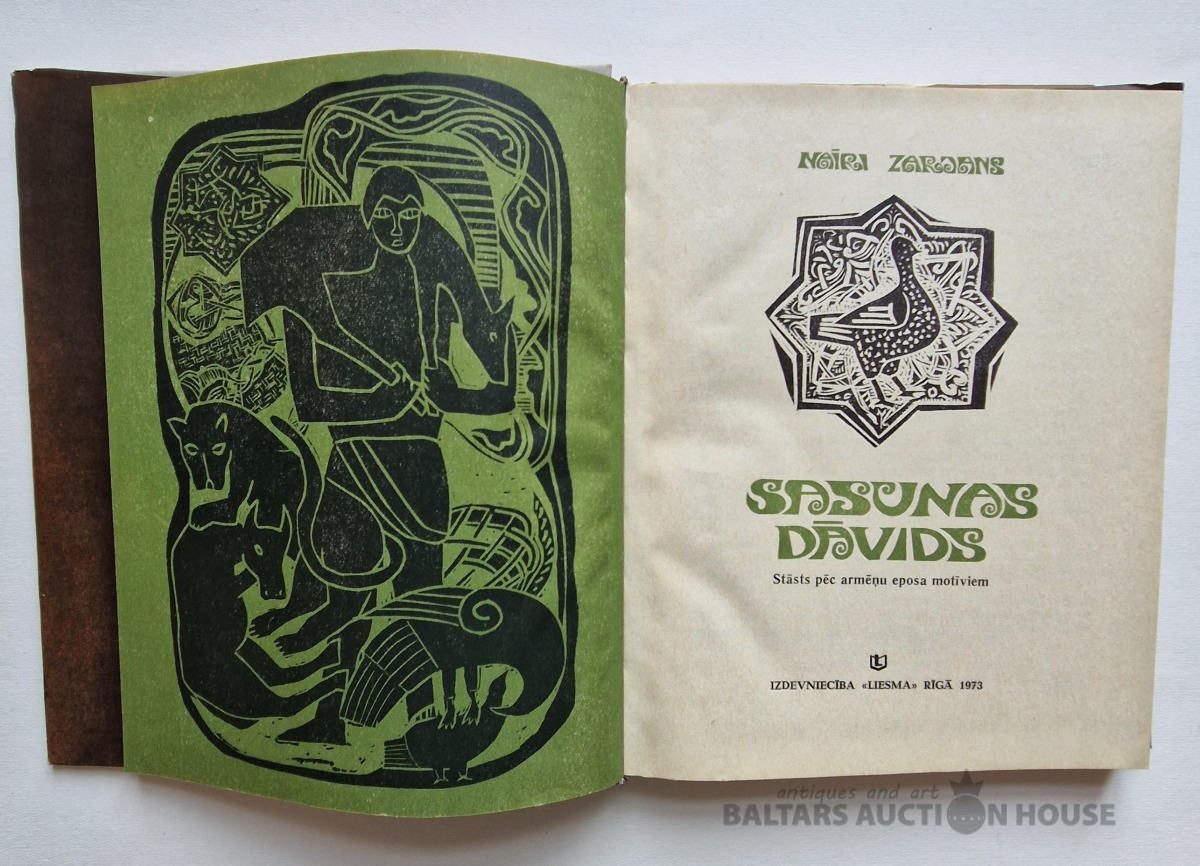 NAIRI ZARJANS
SASUNAS
DĀVIDS
Stāsts pēc armēņu eposa motīviem
IZDEVNIECĪBA «LIESMA» RĪGĀ 1973
antiques and art
BALTARS AUCTION HOUSE